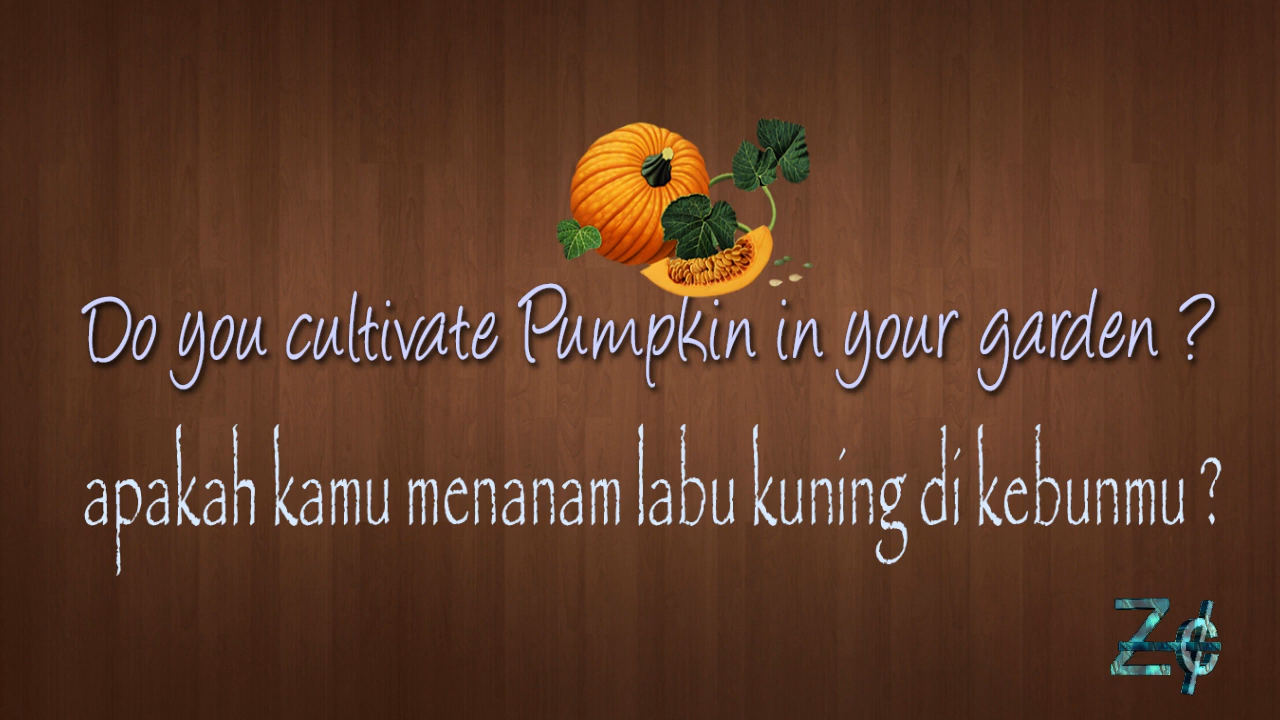 Do you cultivate Pumpkin in your garden ?
apakah kamu menanam labu kuning di kebunmu ?